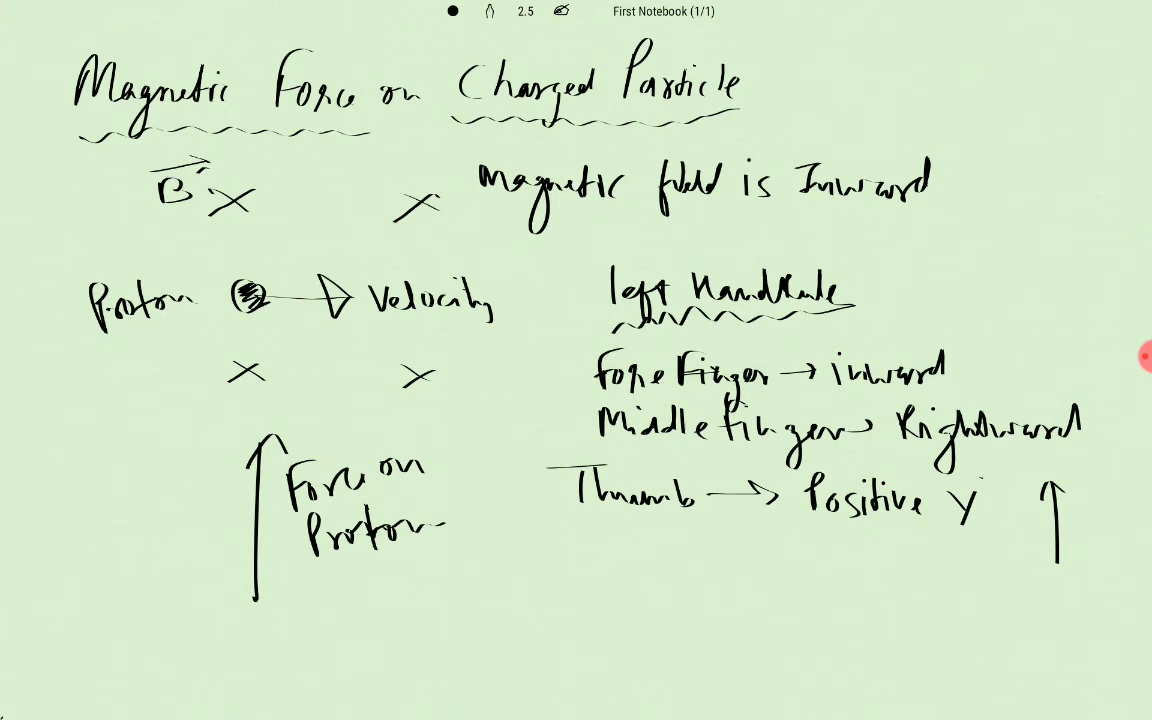 2.5 First Notebook (1/1)
Magnetic Force on Charged Particle
B × × Magnetic field is Inward
Proton Velocity
× ×
left Hand Rule
Fore Finger → inward
Middle Finger → Rightward
Thumb → Positive Y
Force on
Proton